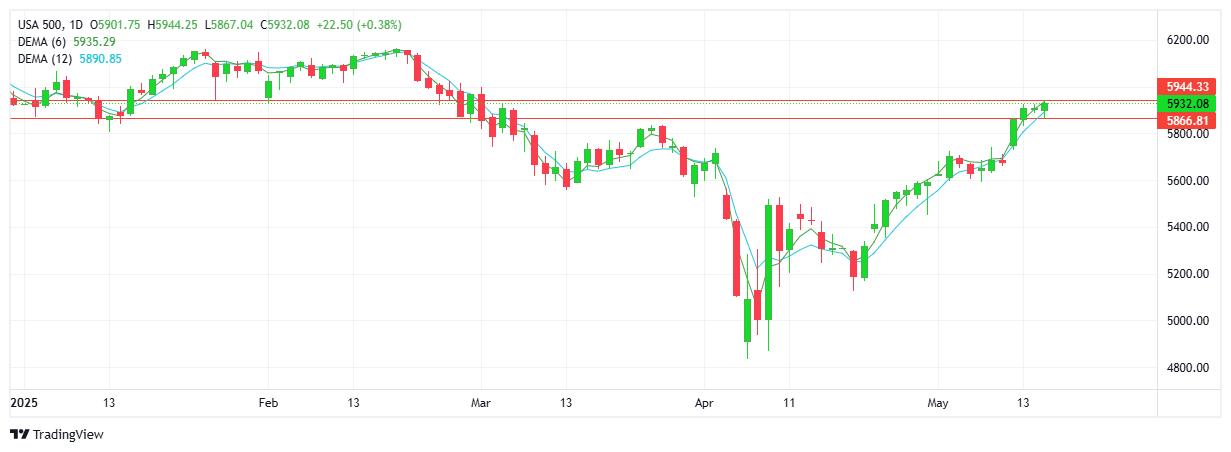 USA 500, 1D O5901.75 H5944.25 L5867.04 C5932.08 +22.50 (+0.38%)
DEMA (6) 5935.29
DEMA (12) 5890.85
6200.00
5944.33
5932.08
5866.81
5800.00
5600.00
5400.00
5200.00
5000.00
4800.00
2025 13 Feb 13 Mar 13 Apr 11 May 13
TradingView